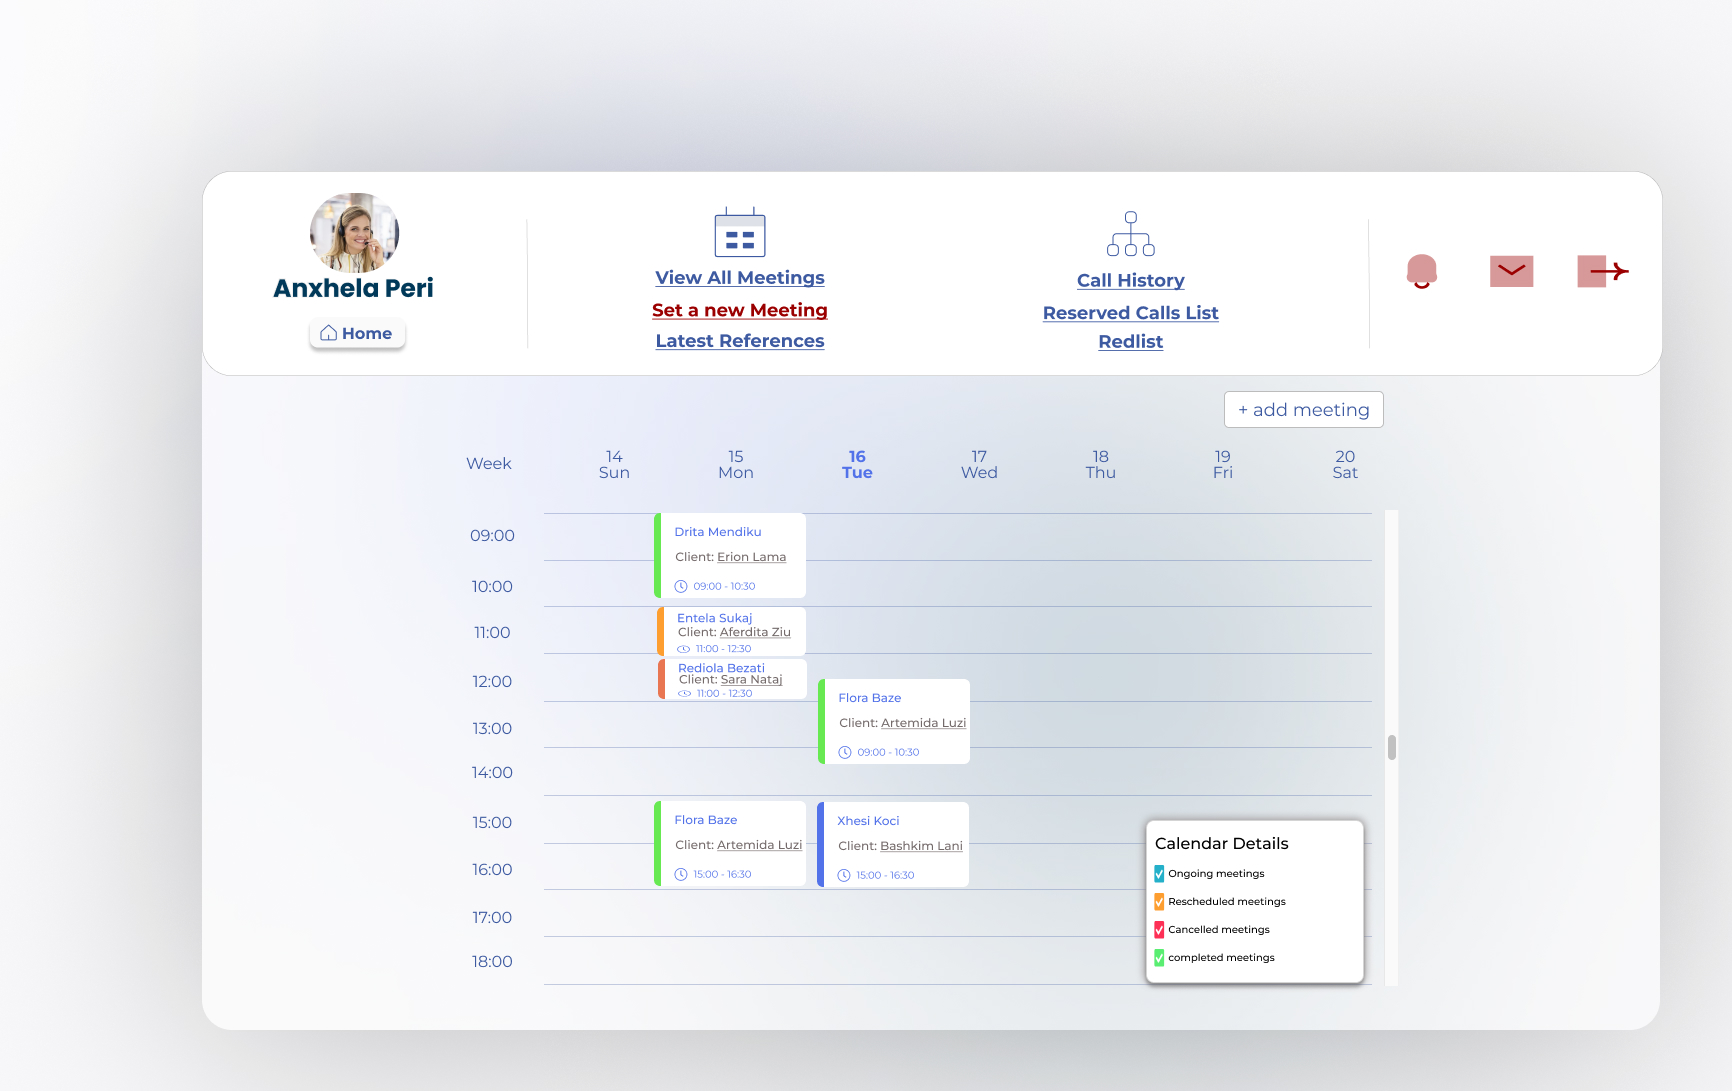 Anxhela Peri
Home
View All Meetings
Set a new Meeting
Latest References
Call History
Reserved Calls List
Redlist
+ add meeting
Week
14
Sun
15
Mon
16
Tue
17
Wed
18
Thu
19
Fri
20
Sat
09:00
10:00
11:00
12:00
13:00
14:00
15:00
16:00
17:00
18:00
Drita Mendiku
Client: Erion Lama
09:00 - 10:30
Entela Sukaj
Client: Aferdita Ziu
11:00 - 12:30
Rediola Bezati
Client: Sara Nataj
11:00 - 12:30
Flora Baze
Client: Artemida Luzi
09:00 - 10:30
Flora Baze
Client: Artemida Luzi
15:00 - 16:30
Xhesi Koci
Client: Bashkim Lani
15:00 - 16:30
Calendar Details
Ongoing meetings
Rescheduled meetings
Cancelled meetings
completed meetings